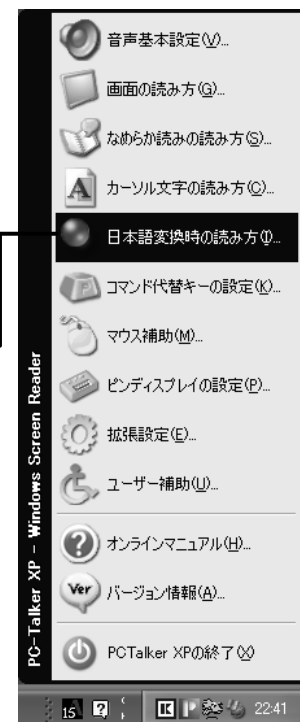 音声基本設定(V)...
画面の読み方(G)...
なめらか読みの読み方(S)...
カーソル文字の読み方(C)...
日本語変換時の読み方(I)...
コマンド代替キーの設定(K)...
マウス補助(M)...
ピンディスプレイの設定(P)...
拡張設定(E)...
ユーザー補助(U)...
オンラインマニュアル(H)...
Ver バージョン情報(A)...
PCTalker XPの終了(X)
PC-Talker XP - Windows Screen Reader
A
15 ? K P 22:41